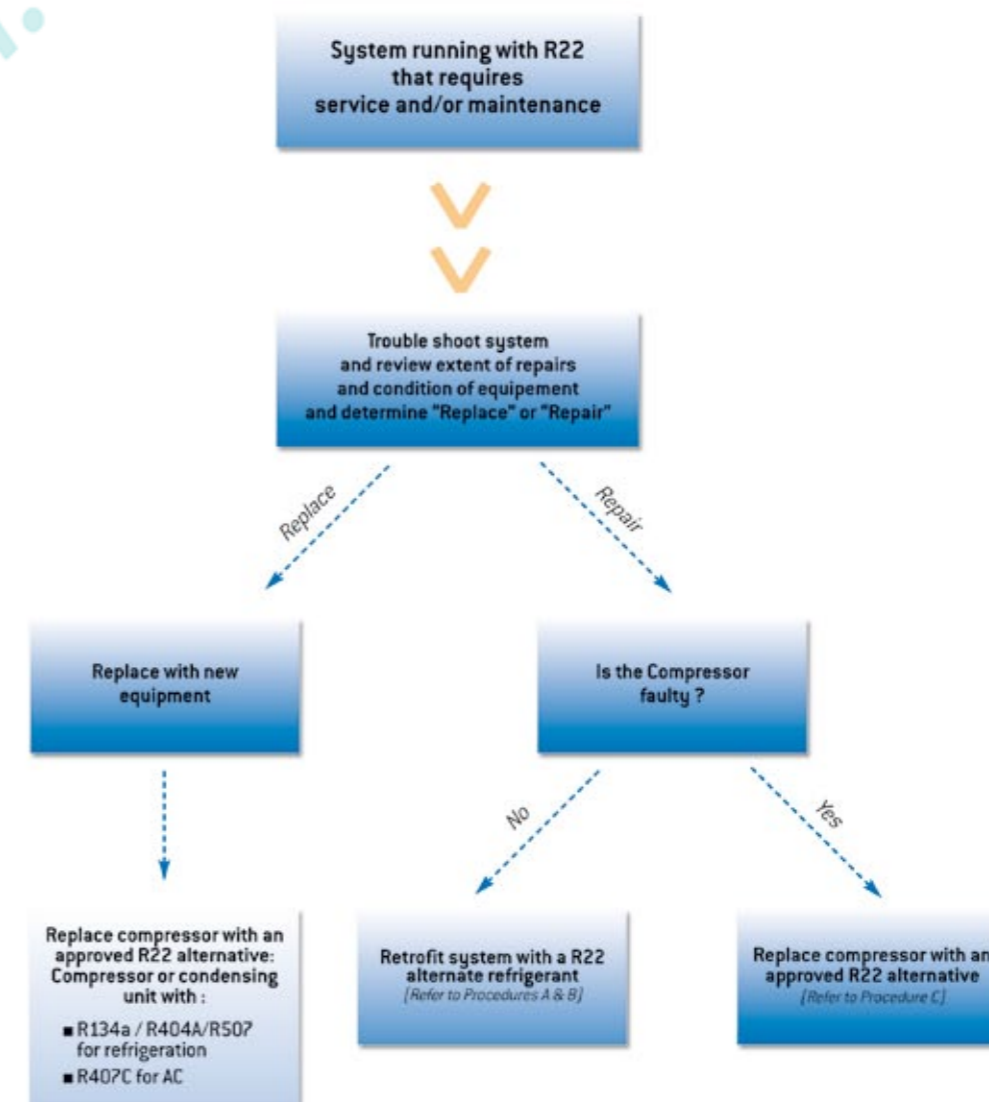 System running with R22
that requires
service and/or maintenance
Trouble shoot system
and review extent of repairs
and condition of equipement
and determine "Replace" or "Repair"
Replace
Repair
Replace with new
equipment
Is the Compressor
faulty ?
No
Yes
Replace compressor with an
approved R22 alternative:
Compressor or condensing
unit with :
■ R134a / R404A/R507
for refrigeration
■ R407C for AC
Retrofit system with a R22
alternate refrigerant
[Refer to Procedures A & B]
Replace compressor with an
approved R22 alternative
[Refer to Procedure C]